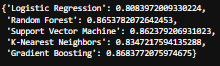 {'Logistic Regression': 0.8083972009330224,
'Random Forest': 0.8653782072642453,
'Support Vector Machine': 0.862379206931023,
'K-Nearest Neighbors': 0.8347217594135288,
'Gradient Boosting': 0.8683772075974675}